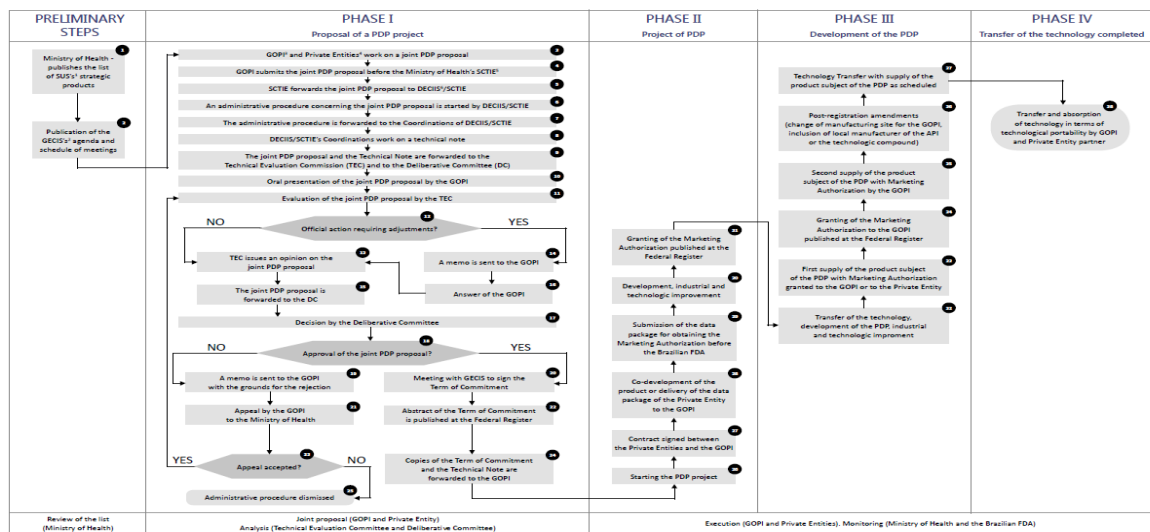 PRELIMINARY
STEPS
Ministry of Health -
publishes the list
of SUS's strategic
products
Publication of the
GECIS's agenda and
schedule of meetings
Review of the list
(Ministry of Health)
PHASE I
Proposal of a PDP project
GOPI and Private Entities work on a joint PDP proposal
GOPI submits the joint PDP proposal before the Ministry of Health's SCTIE
SCTIE forwards the joint PDP proposal to DECIIS/SCTIE
An administrative procedure concerning the joint PDP proposal is started by DECIIS/SCTIE
The administrative procedure is forwarded to the Coordinations of DECIIS/SCTIE
DECIIS/SCTIE's Coordinations work on a technical note
The joint PDP proposal and the Technical Note are forwarded to the
Technical Evaluation Commission (TEC) and to the Deliberative Committee (DC)
Oral presentation of the joint PDP proposal by the GOPI
Evaluation of the joint PDP proposal by the TEC
Official action requiring adjustments?
NO
YES
TEC issues an opinion on the
joint PDP proposal
A memo is sent to the GOPI
The joint PDP proposal is
forwarded to the DC
Answer of the GOPI
Decision by the Deliberative Committee
Approval of the joint PDP proposal?
NO
YES
A memo is sent to the GOPI
with the grounds for the rejection
Meeting with GECIS to sign the
Term of Commitment
Appeal by the GOPI
to the Ministry of Health
Abstract of the Term of Commitment
is published at the Federal Register
Appeal accepted?
YES
NO
Copies of the Term of Commitment
and the Technical Note are
forwarded to the GOPI
Administrative procedure dismissed
Joint proposal (GOPI and Private Entity)
Analysis (Technical Evaluation Committee and Deliberative Committee)
PHASE II
Project of PDP
Granting of the Marketing
Authorization published at the
Federal Register
Development, industrial and
technologic improvement
Submission of the data
package for obtaining the
Marketing Authorization before
the Brazilian FDA
Co-development of the
product or delivery of the data
package of the Private Entity
to the GOPI
Contract signed between
the Private Entities and the GOPI
Starting the PDP project
PHASE III
Development of the PDP
Technology Transfer with supply of the
product subject of the PDP as scheduled
Post-registration amendments
(change of manufacturing site for the GOPI,
inclusion of local manufacturer of the API
or the technologic compound)
Second supply of the product
subject of the PDP with Marketing
Authorization by the GOPI
Granting of the Marketing
Authorization to the GOPI
published at the Federal Register
First supply of the product subject
of the PDP with Marketing Authorization
granted to the GOPI or to the Private Entity
Transfer of the technology,
development of the PDP, industrial
and technologic improment
PHASE IV
Transfer of the technology completed
Transfer and absorption
of technology in terms of
technological portability by GOPI
and Private Entity partner
Execution (GOPI and Private Entities). Monitoring (Ministry of Health and the Brazilian FDA)